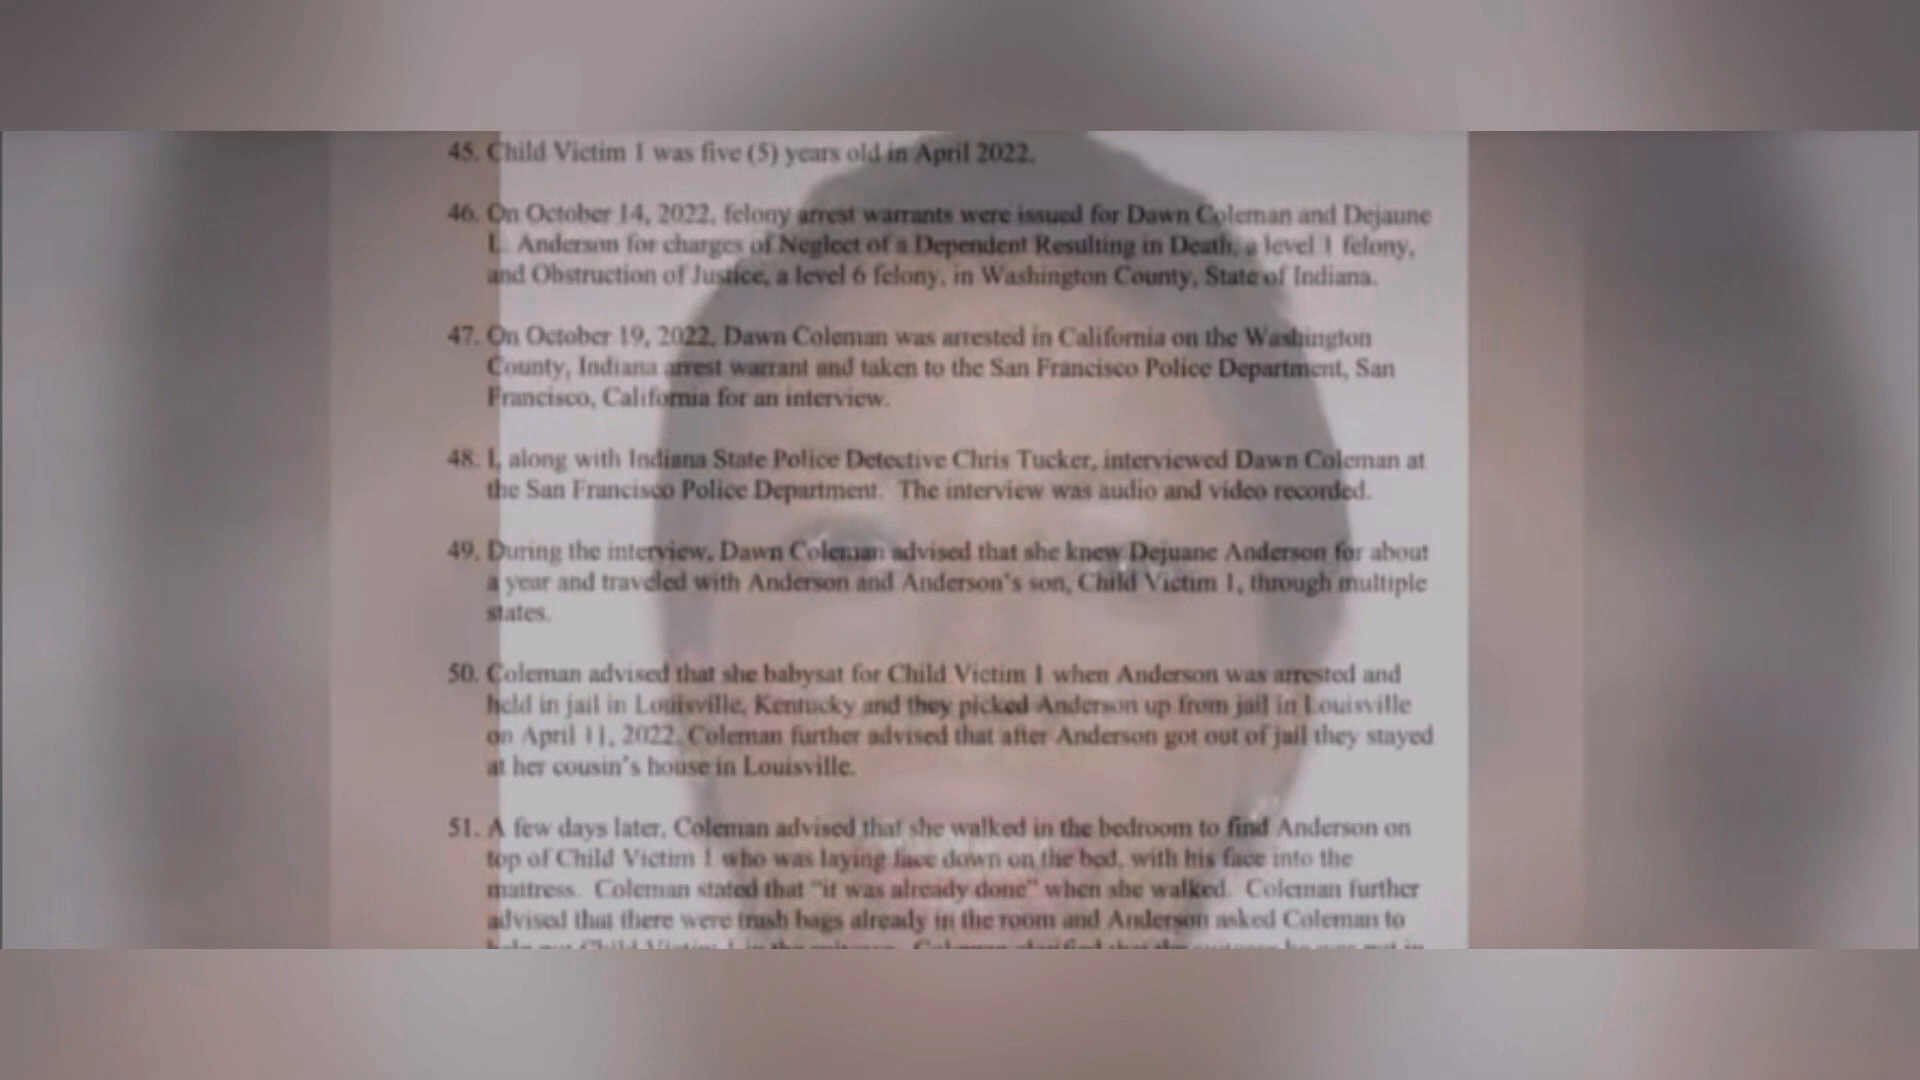 45. Child Victim 1 was five (5) years old in April 2022.
46. On October 14, 2022, felony arrest warrants were issued for Dawn Coleman and Dejaune
L. Anderson for charges of Neglect of a Dependent Resulting in Death, a level 1 felony,
and Obstruction of Justice, a level 6 felony, in Washington County, State of Indiana.
47. On October 19, 2022, Dawn Coleman was arrested in California on the Washington
County, Indiana arrest warrant and taken to the San Francisco Police Department, San
Francisco, California for an interview.
48. I, along with Indiana State Police Detective Chris Tucker, interviewed Dawn Coleman at
the San Francisco Police Department. The interview was audio and video recorded.
49. During the interview, Dawn Coleman advised that she knew Dejuane Anderson for about
a year and traveled with Anderson and Anderson's son, Child Victim 1, through multiple
states.
50. Coleman advised that she babysat for Child Victim 1 when Anderson was arrested and
held in jail in Louisville, Kentucky and they picked Anderson up from jail in Louisville
on April 11, 2022. Coleman further advised that after Anderson got out of jail they stayed
at her cousin's house in Louisville.
51. A few days later, Coleman advised that she walked in the bedroom to find Anderson on
top of Child Victim 1 who was laying face down on the bed, with his face into the
mattress. Coleman stated that "it was already done" when she walked. Coleman further
advised that there were trash bags already in the room and Anderson asked Coleman to